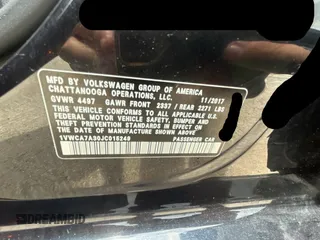 MFD BY VOLKSWAGEN GROUP OF AMERICA
CHATTANOOGA OPERATIONS, LLC. 11/2017
GVWR 4497 GAWR FRONT 2337 / REAR 2271 LBS
THIS VEHICLE CONFORMS TO ALL APPLICABLE U.S.
FEDERAL MOTOR VEHICLE SAFETY, BUMPER, AND
THEFT PREVENTION STANDARDS IN EFFECT ON THE
DATE OF MANUFACTURE SHOWN ABOVE.
1VWCA7A39JC015249 PASSENGER CAR
DREAMBID